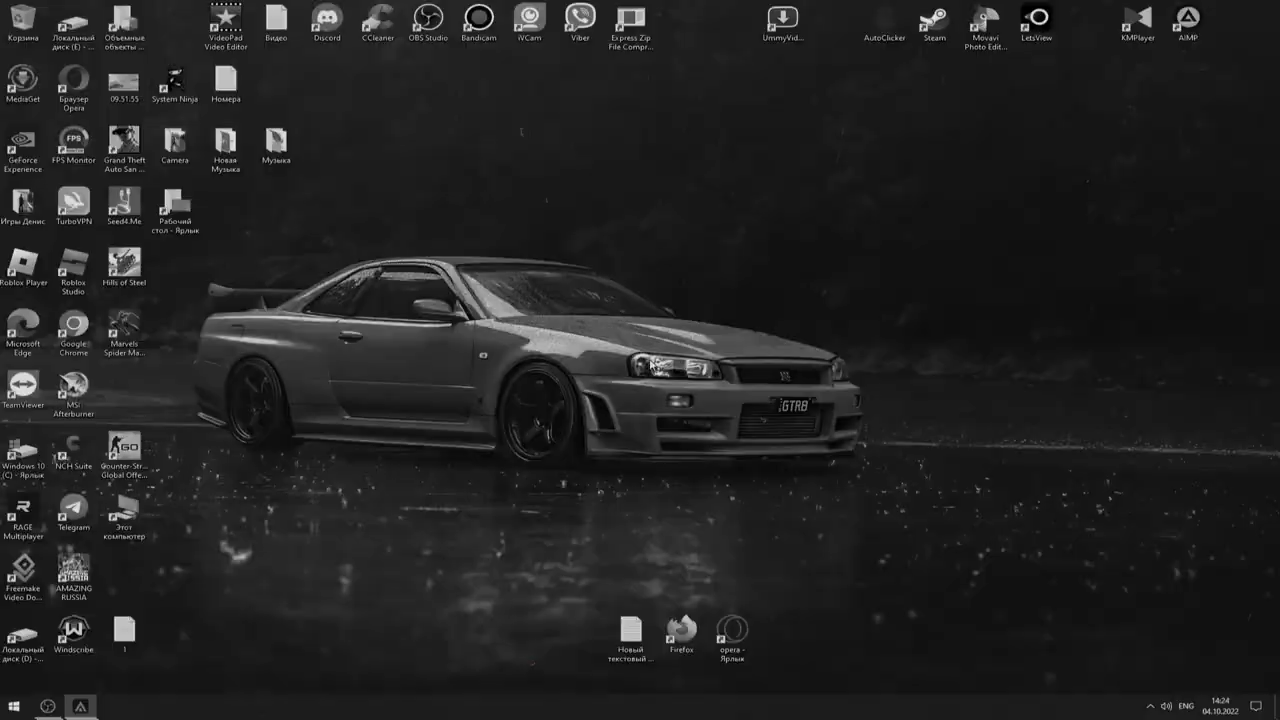 Корзина
Локальный
диск (E) - ...
Объемные
объекты ...
VideoPad
Video Editor
Видео
Discord
CCleaner
OBS Studio
Bandicam
iVCam
Viber
Express Zip
File Compr...
UmmyVid...
AutoClicker
Steam
Movavi
Photo Edit...
LetsView
KMPlayer
AIMP
MediaGet
Браузер
Opera
09.51.55
System Ninja
Номера
GeForce
Experience
FPS
FPS Monitor
Grand Theft
Auto San ...
Camera
Новая
Музыка
Музыка
Игры Денис
TurboVPN
Seed4.Me
Рабочий
стол - Ярлык
Roblox Player
Roblox
Studio
Hills of Steel
Microsoft
Edge
Google
Chrome
Marvels
Spider Ma...
TeamViewer
MSI
Afterburner
GTRB
Windows 10
(C) - Ярлык
NCH Suite
GO
Counter-Str...
Global Offe...
RAGE
Multiplayer
Telegram
Этот
компьютер
Freemake
Video Do...
AMAZING
RUSSIA
Локальный
диск (D) -...
Windscribe
1
Новый
текстовый ...
Firefox
opera -
Ярлык
ENG
14:24
04.10.2022